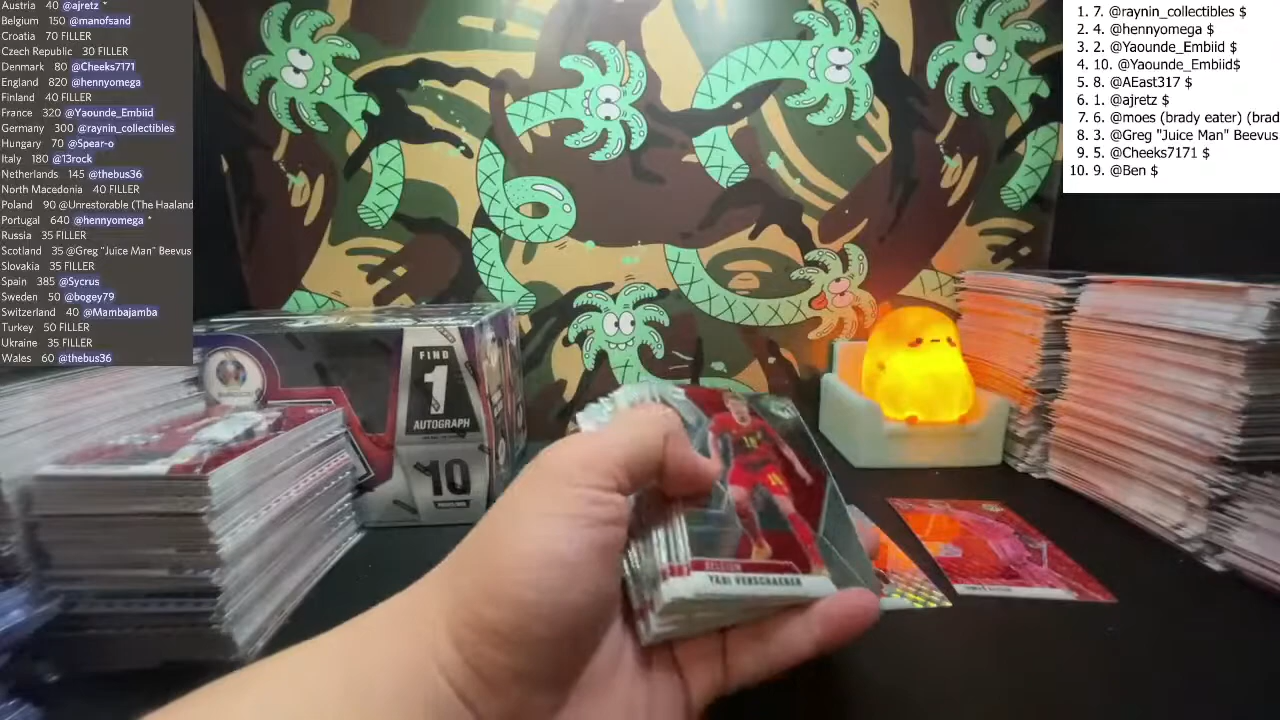 Austria 40 @ajretz *
Belgium 150 @manofsand
Croatia 70 FILLER
Czech Republic 30 FILLER
Denmark 80 @Cheeks7171
England 820 @hennyomega
Finland 40 FILLER
France 320 @Yaounde_Embiid
Germany 300 @raynin_collectibles
Hungary 70 @Spear-o
Italy 180 @13rock
Netherlands 145 @thebus36
North Macedonia 40 FILLER
Poland 90 @Unrestorable (The Haaland
Portugal 640 @hennyomega *
Russia 35 FILLER
Scotland 35 @Greg "Juice Man" Beevus
Slovakia 35 FILLER
Spain 385 @Sycrus
Sweden 50 @bogey79
Switzerland 40 @Mambajamba
Turkey 50 FILLER
Ukraine 35 FILLER
Wales 60 @thebus36
1. 7. @raynin_collectibles $
2. 4. @hennyomega $
3. 2. @Yaounde_Embiid $
4. 10. @Yaounde_Embiid$
5. 8. @AEast317 $
6. 1. @ajretz $
7. 6. @moes (brady eater) (brad
8. 3. @Greg "Juice Man" Beevus
9. 5. @Cheeks7171 $
10. 9. @Ben $
FIND
1
AUTOGRAPH
10
BELGIUM
YARI VERSCHAEREN